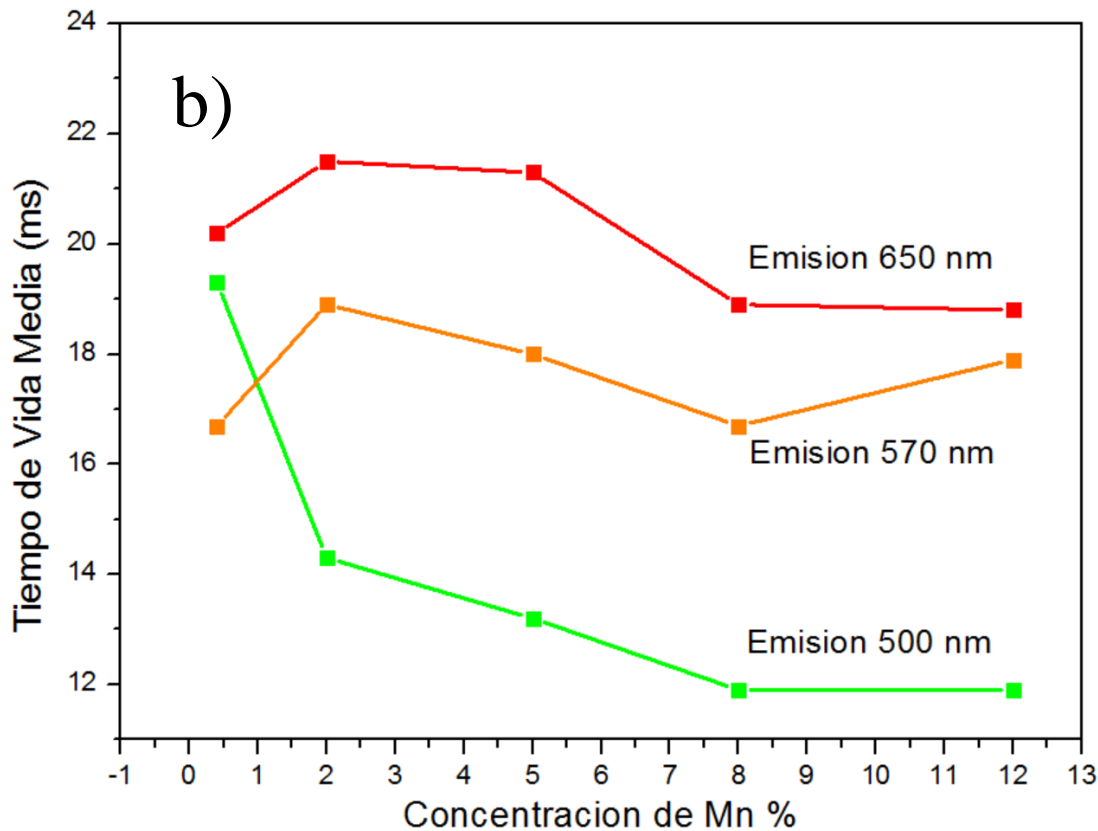 b)
Tiempo de Vida Media (ms)
24
22
20
18
16
14
12
Emision 650 nm
Emision 570 nm
Emision 500 nm
-1 0 1 2 3 4 5 6 7 8 9 10 11 12 13
Concentracion de Mn %